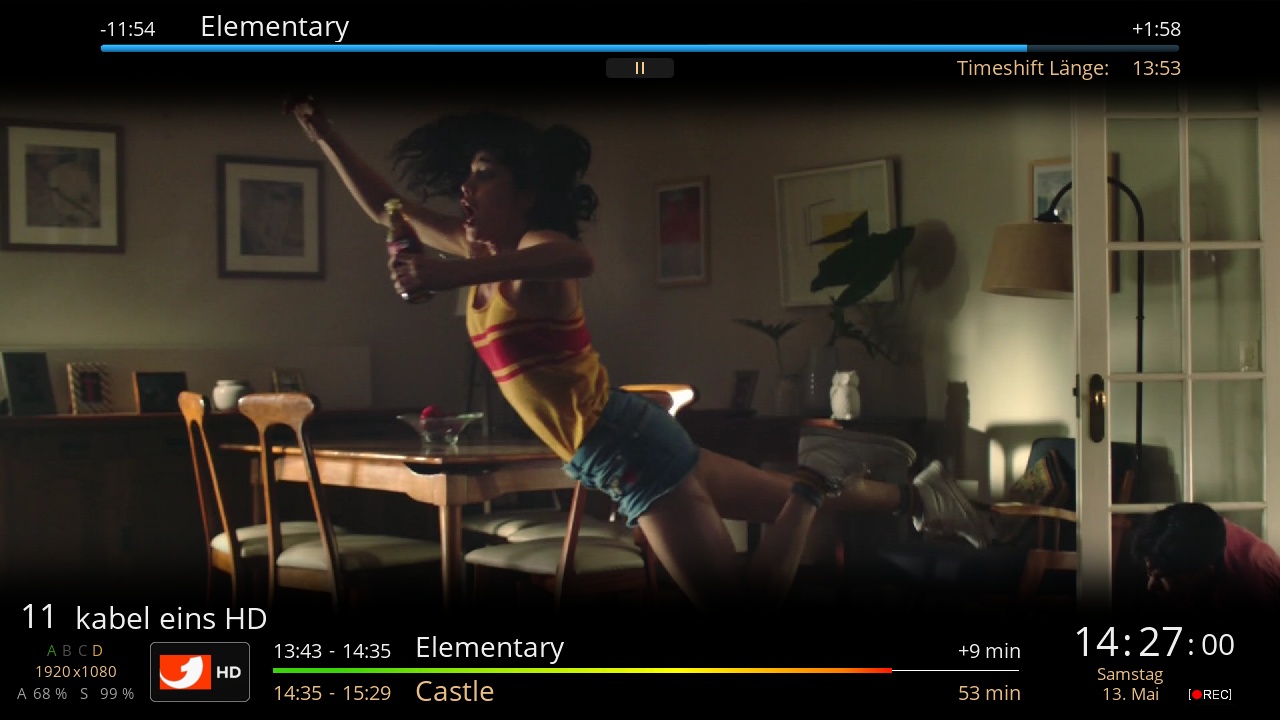 -11:54 Elementary +1:58
Timeshift Länge: 13:53
11 kabel eins HD
13:43 - 14:35 Elementary +9 min
14:27:00
A B C D
1920x1080
HD
A 68 % S 99 %
14:35 - 15:29 Castle 53 min
Samstag
13. Mai
[REC]